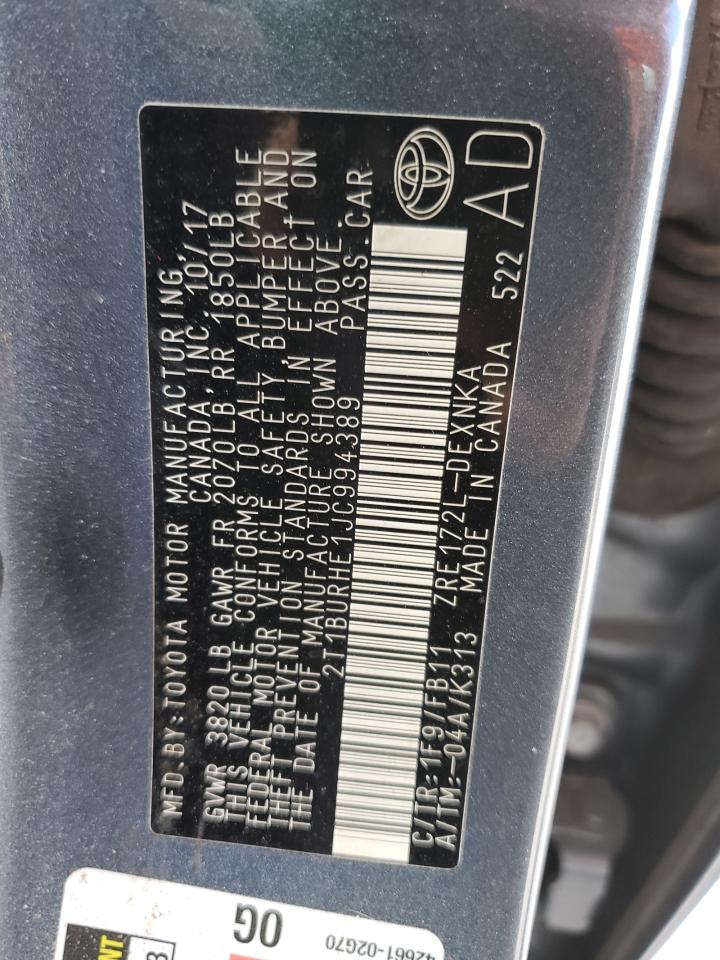 MFD.BY:TOYOTA MOTOR MANUFACTURING,
CANADA INC. 10/17
GVWR 3820LB GAWR FR 2070LB RR 1850LB
THIS VEHICLE CONFORMS TO ALL APPLICABLE
FEDERAL MOTOR VEHICLE SAFETY,BUMPER,AND
THEFT PREVENTION STANDARDS IN EFFECT ON
THE DATE OF MANUFACTURE SHOWN ABOVE.
2T1BURHE1JC994389 PASS.CAR
C/TR:1F9/FB11 ZRE172L-DEXNKA
A/TM:-04A/K313 MADE IN CANADA 522
AD
0G
42661-02G70
NT
3